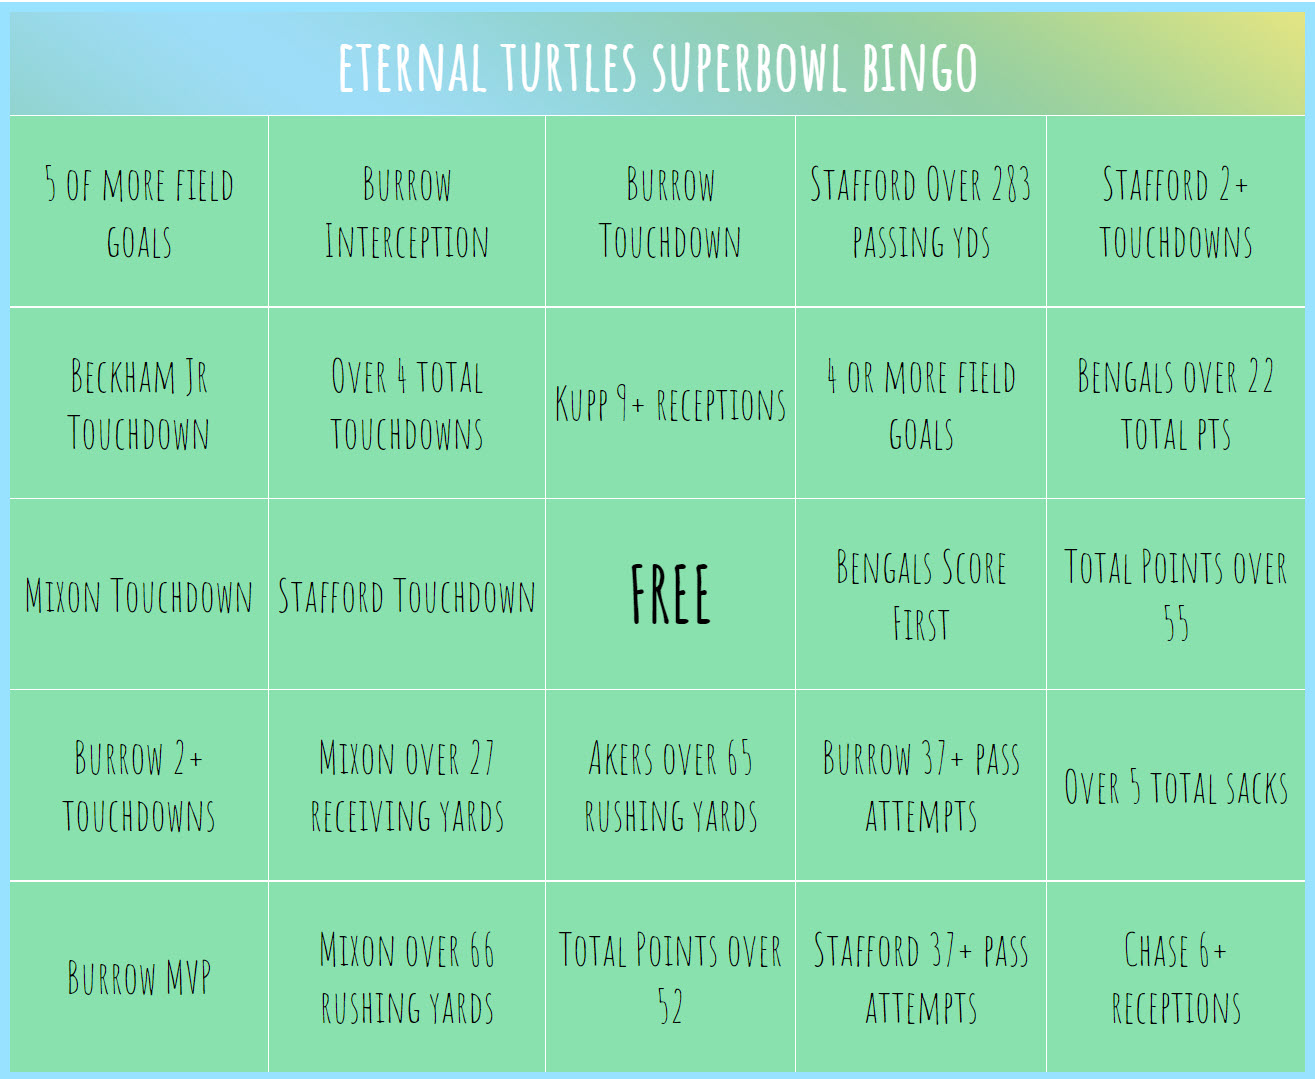 ETERNAL TURTLES SUPERBOWL BINGO
5 OF MORE FIELD
GOALS
BURROW
INTERCEPTION
BURROW
TOUCHDOWN
STAFFORD OVER 283
PASSING YDS
STAFFORD 2+
TOUCHDOWNS
BECKHAM JR
TOUCHDOWN
OVER 4 TOTAL
TOUCHDOWNS
KUPP 9+ RECEPTIONS
4 OR MORE FIELD
GOALS
BENGALS OVER 22
TOTAL PTS
MIXON TOUCHDOWN
STAFFORD TOUCHDOWN
FREE
BENGALS SCORE
FIRST
TOTAL POINTS OVER
55
BURROW 2+
TOUCHDOWNS
MIXON OVER 27
RECEIVING YARDS
AKERS OVER 65
RUSHING YARDS
BURROW 37+ PASS
ATTEMPTS
OVER 5 TOTAL SACKS
BURROW MVP
MIXON OVER 66
RUSHING YARDS
TOTAL POINTS OVER
52
STAFFORD 37+ PASS
ATTEMPTS
CHASE 6+
RECEPTIONS